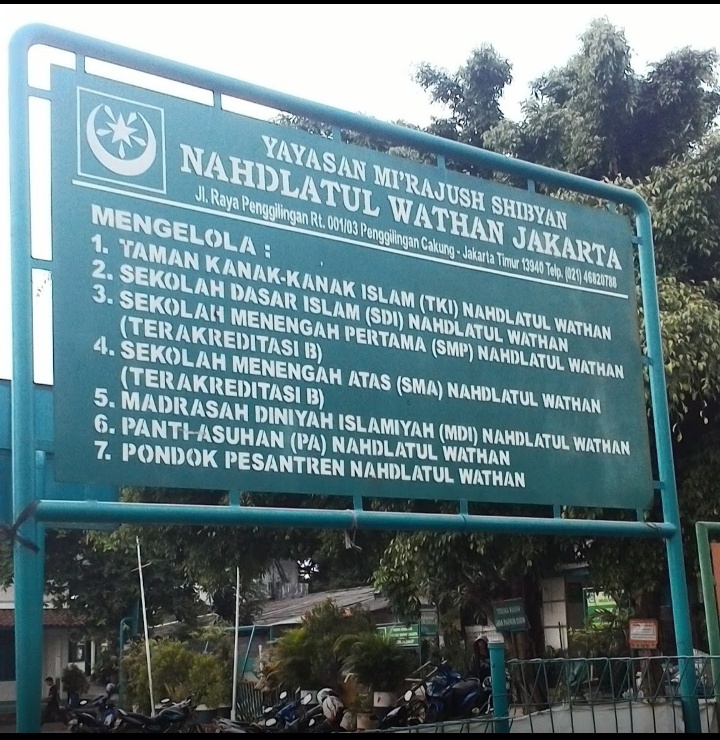 YAYASAN MI'RAJUSH SHIBYAN
NAHDLATUL WATHAN JAKARTA
Jl. Raya Penggilingan Rt. 001/03 Penggilingan Cakung - Jakarta Timur 13940 Telp. (021) 46820786
MENGELOLA :
1. TAMAN KANAK-KANAK ISLAM (TKI) NAHDLATUL WATHAN
2. SEKOLAH DASAR ISLAM (SDI) NAHDLATUL WATHAN
3. SEKOLAH MENENGAH PERTAMA (SMP) NAHDLATUL WATHAN
(TERAKREDITASI B)
4. SEKOLAH MENENGAH ATAS (SMA) NAHDLATUL WATHAN
(TERAKREDITASI B)
5. MADRASAH DINIYAH ISLAMIYAH (MDI) NAHDLATUL WATHAN
6. PANTI ASUHAN (PA) NAHDLATUL WATHAN
7. PONDOK PESANTREN NAHDLATUL WATHAN